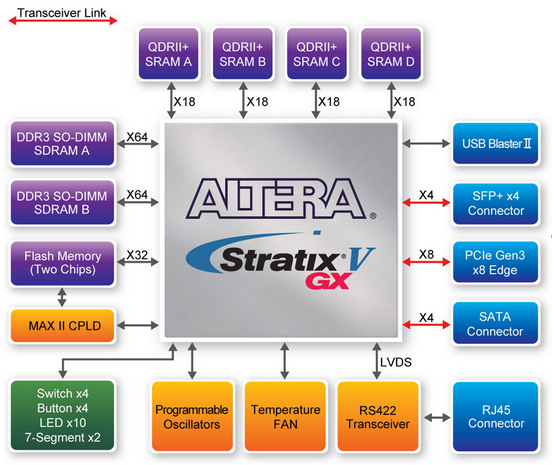 Transceiver Link
QDRII+
SRAM A
QDRII+
SRAM B
QDRII+
SRAM C
QDRII+
SRAM D
X18
X18
X18
X18
DDR3 SO-DIMM
SDRAM A
X64
DDR3 SO-DIMM
SDRAM B
X64
Flash Memory
(Two Chips)
X32
MAX II CPLD
ALTERA®
Stratix® V
GX
USB Blaster II
X4
SFP+ x4
Connector
X8
PCIe Gen3
x8 Edge
X4
SATA
Connector
LVDS
Switch x4
Button x4
LED x10
7-Segment x2
Programmable
Oscillators
Temperature
FAN
RS422
Transceiver
RJ45
Connector